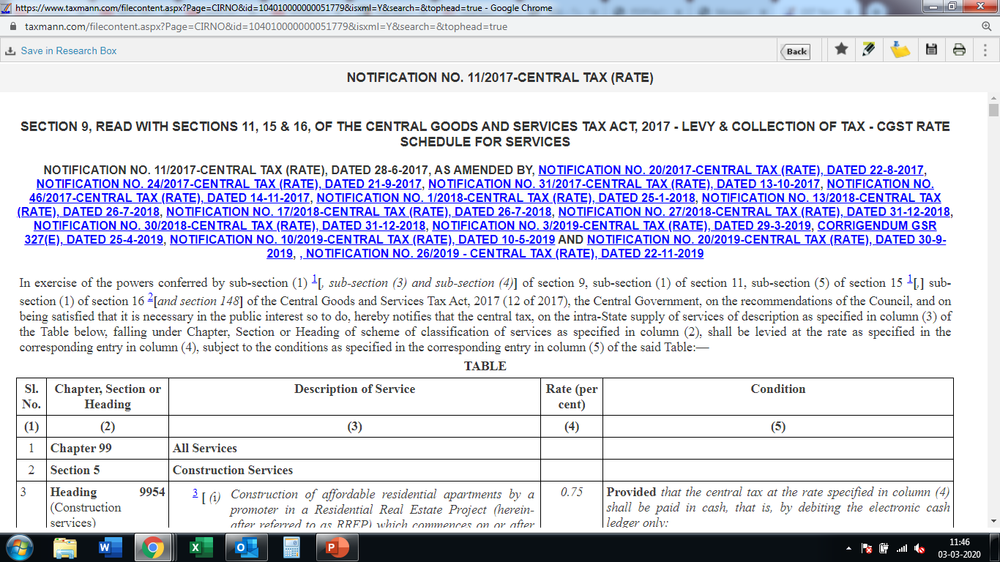 https://www.taxmann.com/filecontent.aspx?Page=CIRNO&id=104010000000051779&isxml=Y&search=&tophead=true - Google Chrome
taxmann.com/filecontent.aspx?Page=CIRNO&id=104010000000051779&isxml=Y&search=&tophead=true
Save in Research Box
Back
NOTIFICATION NO. 11/2017-CENTRAL TAX (RATE)
SECTION 9, READ WITH SECTIONS 11, 15 & 16, OF THE CENTRAL GOODS AND SERVICES TAX ACT, 2017 - LEVY & COLLECTION OF TAX - CGST RATE
SCHEDULE FOR SERVICES
NOTIFICATION NO. 11/2017-CENTRAL TAX (RATE), DATED 28-6-2017, AS AMENDED BY, NOTIFICATION NO. 20/2017-CENTRAL TAX (RATE), DATED 22-8-2017,
NOTIFICATION NO. 24/2017-CENTRAL TAX (RATE), DATED 21-9-2017, NOTIFICATION NO. 31/2017-CENTRAL TAX (RATE), DATED 13-10-2017, NOTIFICATION NO.
46/2017-CENTRAL TAX (RATE), DATED 14-11-2017, NOTIFICATION NO. 1/2018-CENTRAL TAX (RATE), DATED 25-1-2018, NOTIFICATION NO. 13/2018-CENTRAL TAX
(RATE), DATED 26-7-2018, NOTIFICATION NO. 17/2018-CENTRAL TAX (RATE), DATED 26-7-2018, NOTIFICATION NO. 27/2018-CENTRAL TAX (RATE), DATED 31-12-2018,
NOTIFICATION NO. 30/2018-CENTRAL TAX (RATE), DATED 31-12-2018, NOTIFICATION NO. 3/2019-CENTRAL TAX (RATE), DATED 29-3-2019, CORRIGENDUM GSR
327(E), DATED 25-4-2019, NOTIFICATION NO. 10/2019-CENTRAL TAX (RATE), DATED 10-5-2019 AND NOTIFICATION NO. 20/2019-CENTRAL TAX (RATE), DATED 30-9-
2019, , NOTIFICATION NO. 26/2019 - CENTRAL TAX (RATE), DATED 22-11-2019
In exercise of the powers conferred by sub-section (1) 1[, sub-section (3) and sub-section (4)] of section 9, sub-section (1) of section 11, sub-section (5) of section 15 1[,] sub-
section (1) of section 16 2[and section 148] of the Central Goods and Services Tax Act, 2017 (12 of 2017), the Central Government, on the recommendations of the Council, and on
being satisfied that it is necessary in the public interest so to do, hereby notifies that the central tax, on the intra-State supply of services of description as specified in column (3) of
the Table below, falling under Chapter, Section or Heading of scheme of classification of services as specified in column (2), shall be levied at the rate as specified in the
corresponding entry in column (4), subject to the conditions as specified in the corresponding entry in column (5) of the said Table:—
TABLE
Sl. Chapter, Section or Description of Service Rate (per Condition
No. Heading cent)
(1) (2) (3) (4) (5)
1 Chapter 99 All Services
2 Section 5 Construction Services
3 Heading 9954 3 [ (i) Construction of affordable residential apartments by a 0.75 Provided that the central tax at the rate specified in column (4)
(Construction promoter in a Residential Real Estate Project (herein- shall be paid in cash, that is, by debiting the electronic cash
services) after referred to as RREP) which commences on or after ledger only:
11:46
03-03-2020